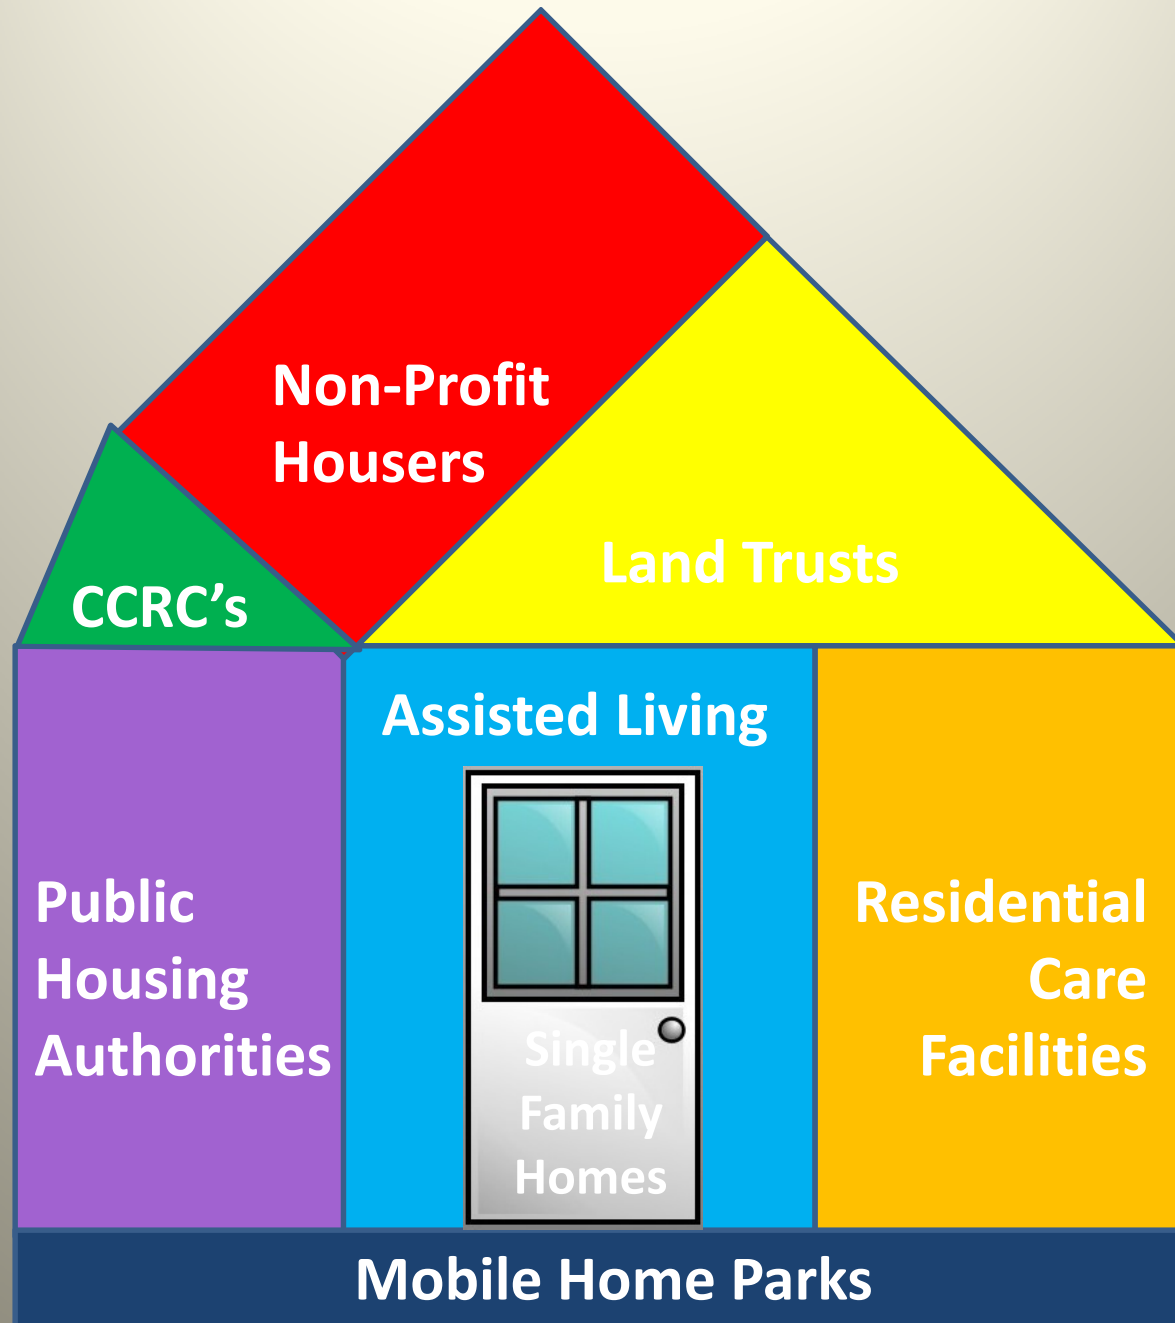 Non-Profit
Housers
Land Trusts
CCRC’s
Assisted Living
Public
Housing
Authorities
Residential
Care
Facilities
Single
Family
Homes
Mobile Home Parks